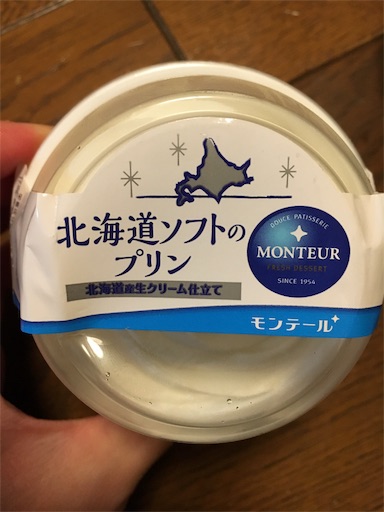 北海道ソフトの
プリン
北海道産生クリーム仕立て
DOUCE PATISSERIE
MONTEUR
FRESH DESSERT
SINCE 1954
モンテール